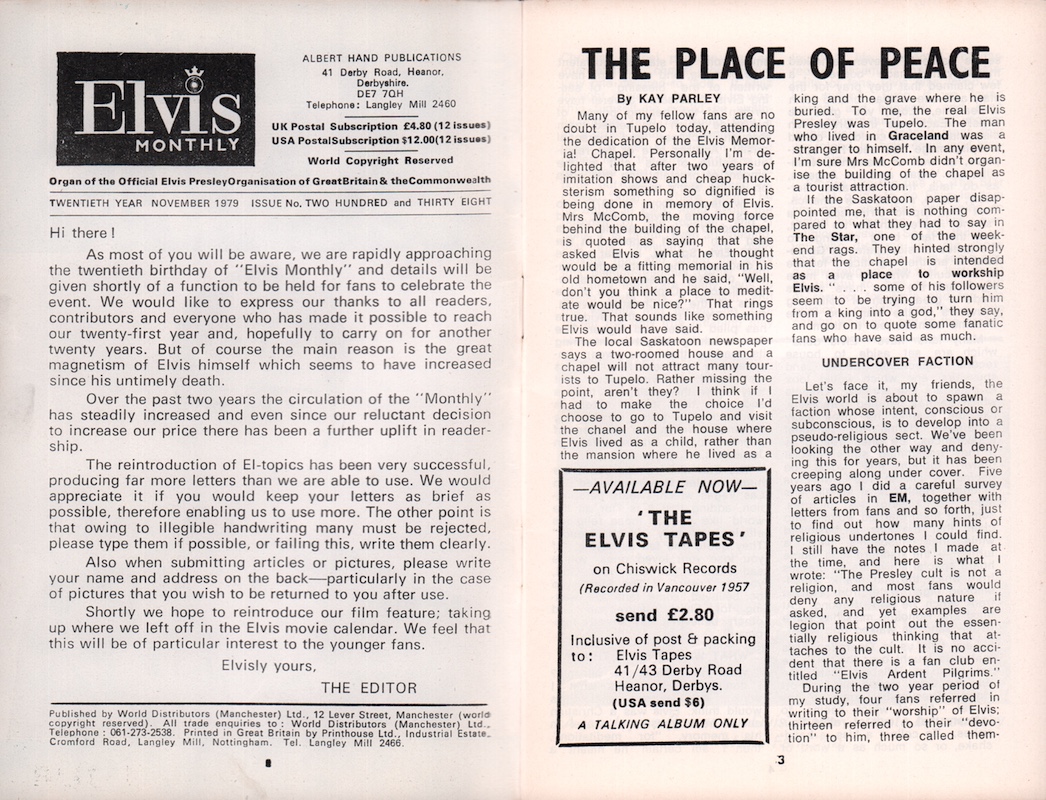 Elvis
MONTHLY
ALBERT HAND PUBLICATIONS
41 Derby Road, Heanor,
Derbyshire.
DE7 7QH
Telephone: Langley Mill 2460
UK Postal Subscription £4.80 (12 issues)
USA PostalSubscription $12.00(12 issues)
World Copyright Reserved
Organ of the Official Elvis PresleyOrganisation of GreatBritain & theCommonwealth
TWENTIETH YEAR NOVEMBER 1979 ISSUE No. TWO HUNDRED and THIRTY EIGHT
Hi there !
As most of you will be aware, we are rapidly approaching
the twentieth birthday of "Elvis Monthly" and details will be
given shortly of a function to be held for fans to celebrate the
event. We would like to express our thanks to all readers,
contributors and everyone who has made it possible to reach
our twenty-first year and, hopefully to carry on for another
twenty years. But of course the main reason is the great
magnetism of Elvis himself which seems to have increased
since his untimely death.
Over the past two years the circulation of the "Monthly"
has steadily increased and even since our reluctant decision
to increase our price there has been a further uplift in reader-
ship.
The reintroduction of El-topics has been very successful,
producing far more letters than we are able to use. We would
appreciate it if you would keep your letters as brief as
possible, therefore enabling us to use more. The other point is
that owing to illegible handwriting many must be rejected,
please type them if possible, or failing this, write them clearly.
Also when submitting articles or pictures, please write
your name and address on the back—particularly in the case
of pictures that you wish to be returned to you after use.
Shortly we hope to reintroduce our film feature; taking
up where we left off in the Elvis movie calendar. We feel that
this will be of particular interest to the younger fans.
Elvisly yours,
THE EDITOR
Published by World Distributors (Manchester) Ltd., 12 Lever Street, Manchester (world
copyright reserved). All trade enquiries to : World Distributors (Manchester) Ltd..
Telephone : 061-273-2538. Printed in Great Britain by Printhouse Ltd., Industrial Estate.
Cromford Road, Langley Mill, Nottingham. Tel. Langley Mill 2466.
THE PLACE OF PEACE
By KAY PARLEY
Many of my fellow fans are no
doubt in Tupelo today, attending
the dedication of the Elvis Memor-
ia! Chapel. Personally I'm de-
lighted that after two years of
imitation shows and cheap huck-
sterism something so dignified is
being done in memory of Elvis.
Mrs McComb, the moving force
behind the building of the chapel,
is quoted as saying that she
asked Elvis what he thought
would be a fitting memorial in his
old hometown and he said, "Well,
don't you think a place to medit-
ate would be nice?" That rings
true. That sounds like something
Elvis would have said.
The local Saskatoon newspaper
says a two-roomed house and a
chapel will not attract many tour-
ists to Tupelo. Rather missing the
point, aren't they? I think if I
had to make the choice I'd
choose to go to Tupelo and visit
the chanel and the house where
Elvis lived as a child, rather than
the mansion where he lived as a
—AVAILABLE NOW—
'THE
ELVIS TAPES'
on Chiswick Records
(Recorded in Vancouver 1957
send £2.80
Inclusive of post & packing
to: Elvis Tapes
41/43 Derby Road
Heanor, Derbys.
(USA send $6)
A TALKING ALBUM ONLY
king and the grave where he is
buried. To me, the real Elvis
Presley was Tupelo. The man
who lived in Graceland was a
stranger to himself. In any event,
I'm sure Mrs McComb didn't organ-
ise the building of the chapel as
a tourist attraction.
If the Saskatoon paper disap-
pointed me, that is nothing com-
pared to what they had to say in
The Star, one of the week-
end rags. They hinted strongly
that the chapel is intended
as a place to workship
Elvis. " . . . some of his followers
seem to be trying to turn him
from a king into a god," they say,
and go on to quote some fanatic
fans who have said as much.
UNDERCOVER FACTION
Let's face it, my friends, the
Elvis world is about to spawn a
faction whose intent, conscious or
subconscious, is to develop into a
pseudo-religious sect. We've been
looking the other way and deny-
ing this for years, but it has been
creeping along under cover. Five
years ago I did a careful survey
of articles in EM, together with
letters from fans and so forth, just
to find out how many hints of
religious undertones I could find.
I still have the notes I made at
the time, and here is what I
wrote: "The Presley cult is not a
religion, and most fans would
deny any religious nature if
asked, and yet examples are
legion that point out the essen-
tially religious thinking that at-
taches to the cult. It is no acci-
dent that there is a fan club en-
titled "Elvis Ardent Pilgrims."
During the two year period of
my study, four fans referred in
writing to their "worship" of Elvis;
thirteen referred to their "devo-
tion" to him, three called them-
3